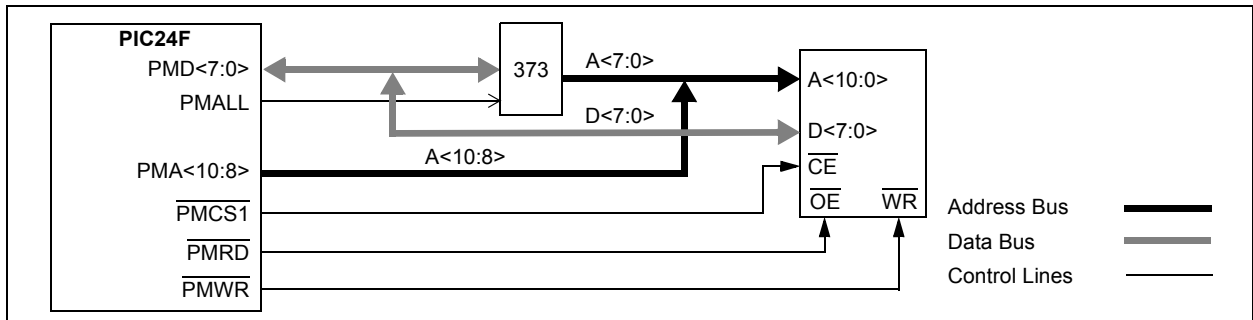 PIC24F
PMD<7:0>
PMALL
PMA<10:8>
PMCS1
PMRD
PMWR
373
A<7:0>
D<7:0>
A<10:8>
A<10:0>
D<7:0>
CE
OE WR
Address Bus
Data Bus
Control Lines